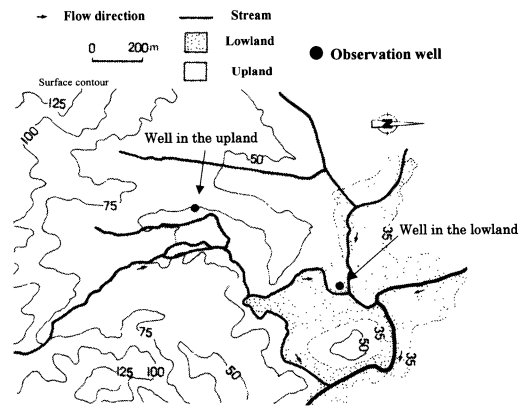 Flow direction
Stream
0 200m
Lowland
Upland
Observation well
Surface contour
125
100
N
Well in the upland
50
75
35
Well in the lowland
35
75
50
50
35
125 100